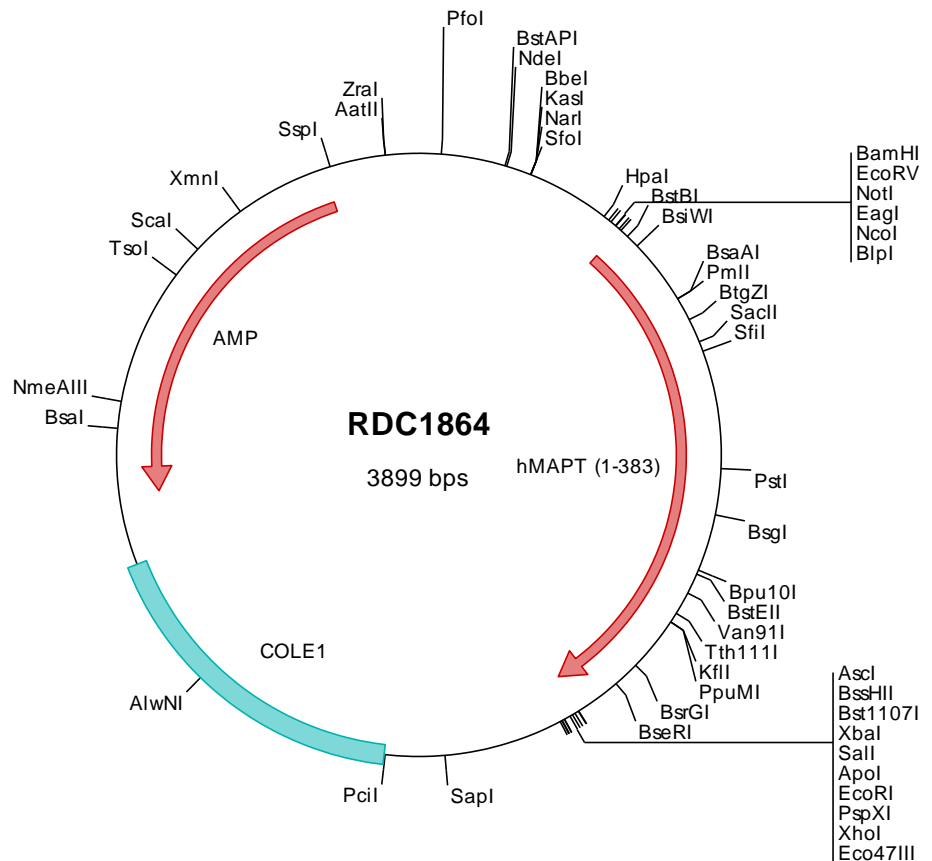 PfoI
BstAPI
NdeI
BbeI
KasI
NarI
SfoI
ZraI
AatII
SspI
XmnI
ScaI
TsoI
NmeAIII
BsaI
HpaI
BstBI
BsiWI
BamHI
EcoRV
NotI
EagI
NcoI
BlpI
BsaAI
PmlI
BtgZI
SacII
SfiI
AMP
RDC1864
3899 bps
hMAPT (1-383)
PstI
BsgI
Bpu10I
BstEII
Van91I
Tth111I
KflI
PpuMI
BsrGI
BseRI
COLE1
AlwNI
PciI
SapI
AscI
BssHII
Bst1107I
XbaI
SalI
ApoI
EcoRI
PspXI
XhoI
Eco47III